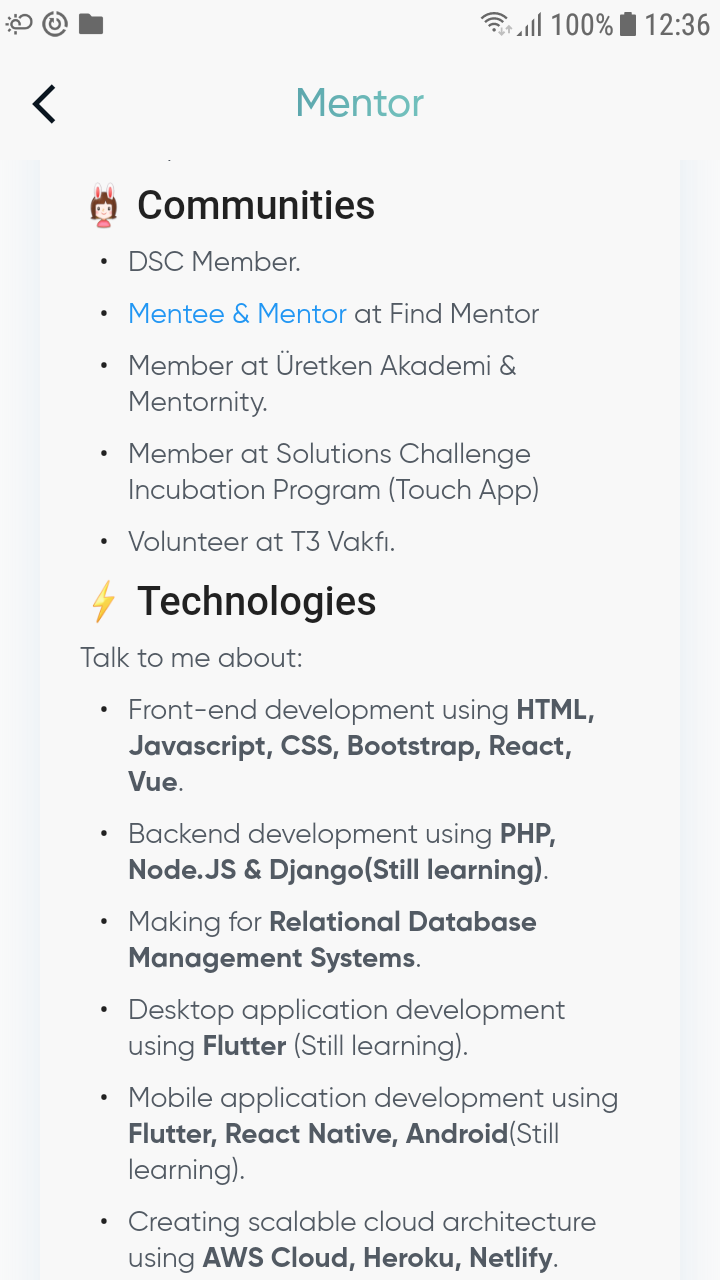 100% 12:36
Mentor
Communities
• DSC Member.
• Mentee & Mentor at Find Mentor
• Member at Üretken Akademi &
Mentornity.
• Member at Solutions Challenge
Incubation Program (Touch App)
• Volunteer at T3 Vakfı.
Technologies
Talk to me about:
• Front-end development using HTML,
Javascript, CSS, Bootstrap, React,
Vue.
• Backend development using PHP,
Node.JS & Django(Still learning).
• Making for Relational Database
Management Systems.
• Desktop application development
using Flutter (Still learning).
• Mobile application development using
Flutter, React Native, Android(Still
learning).
• Creating scalable cloud architecture
using AWS Cloud, Heroku, Netlify.